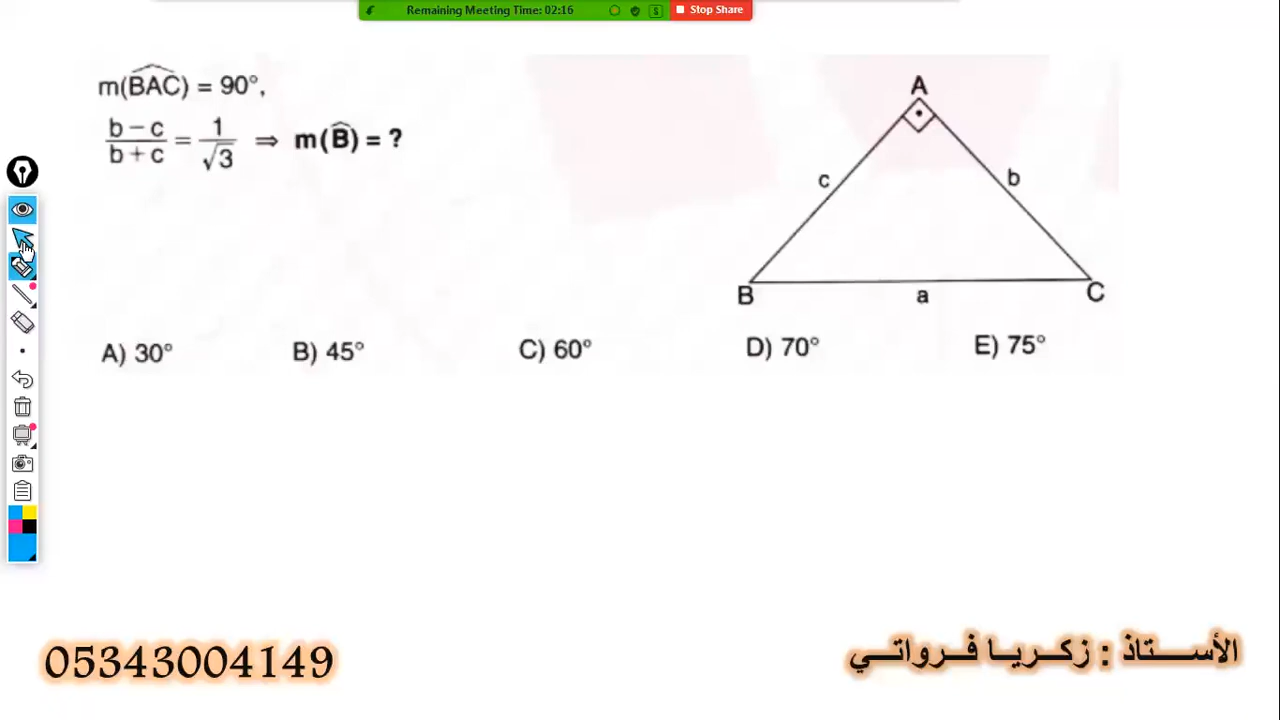 Remaining Meeting Time: 02:16 Stop Share
m(BAC) = 90°,
b − c / b + c = 1 / √3 ⇒ m(B̂) = ?
A
c
b
B
a
C
A) 30° B) 45° C) 60° D) 70° E) 75°
05343004149
الأســـتاذ : زكـريـا فـرواتـي